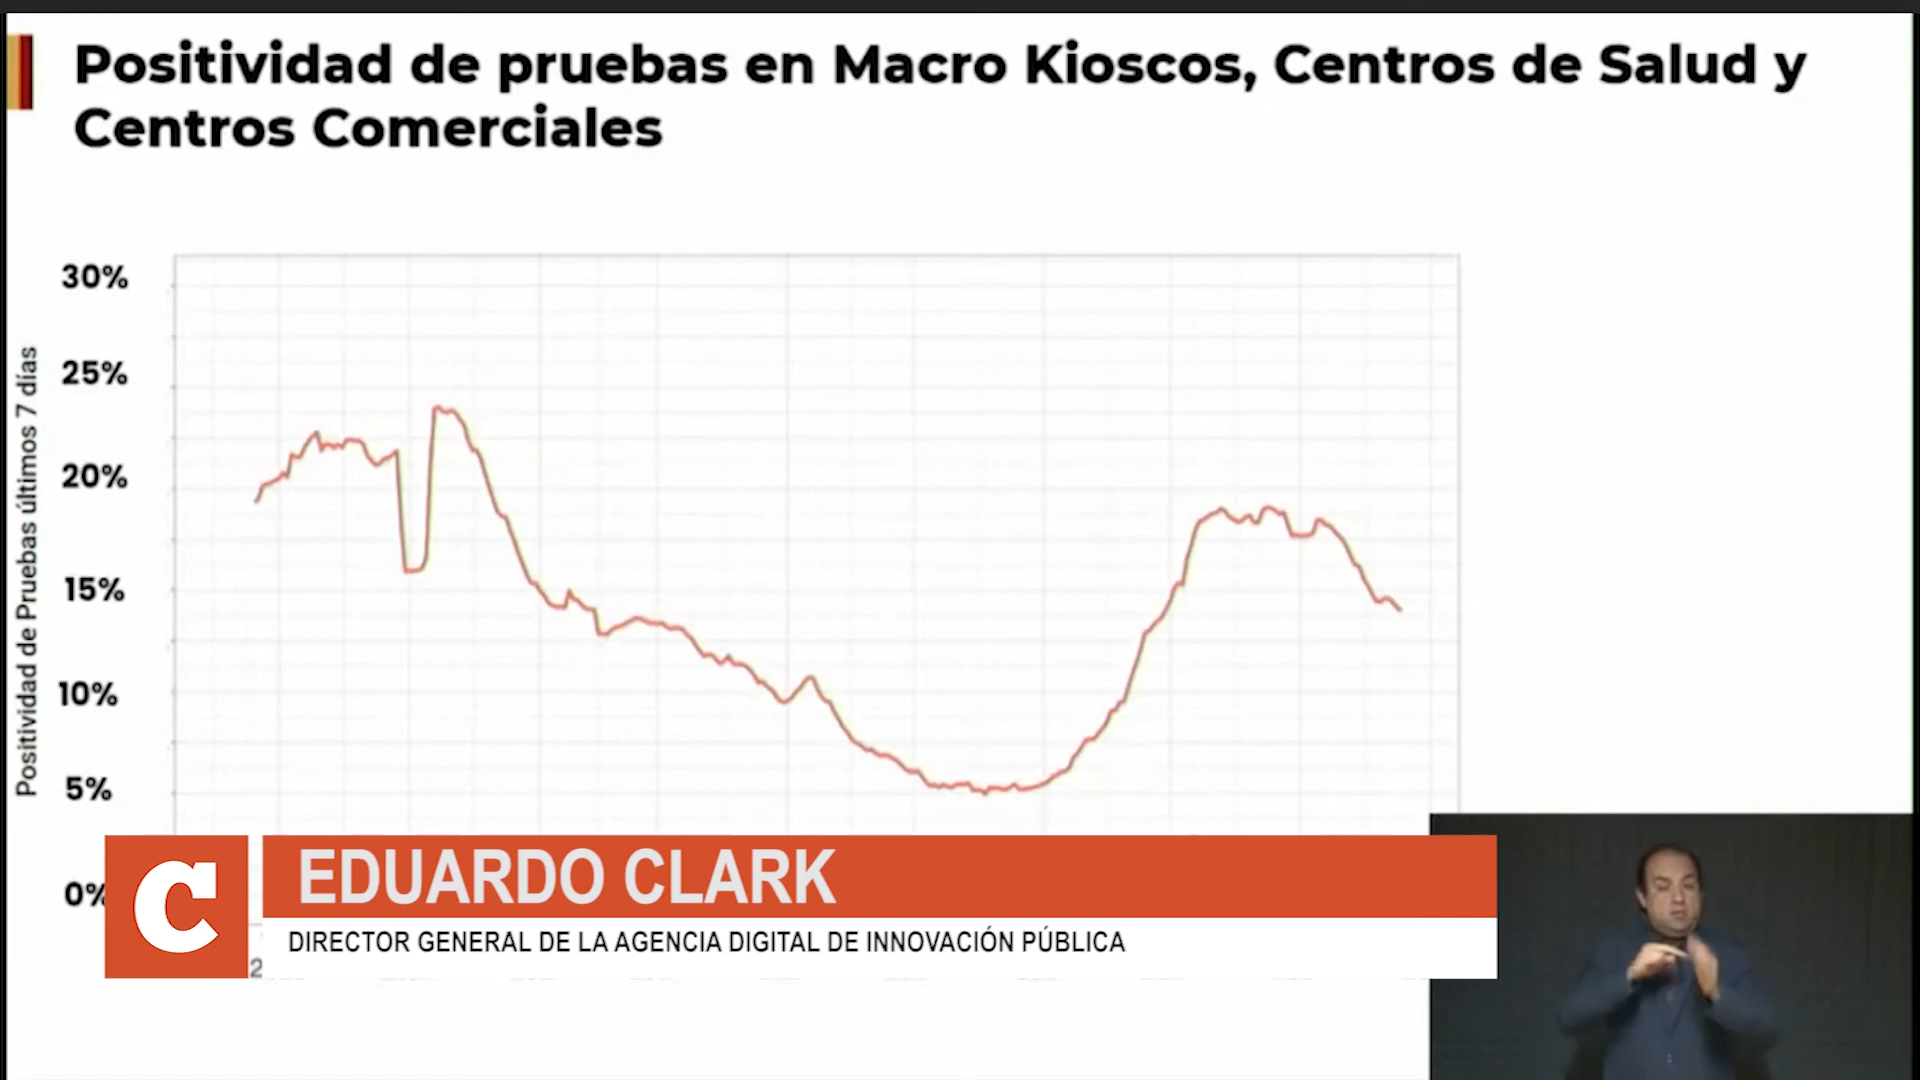 Positividad de pruebas en Macro Kioscos, Centros de Salud y
Centros Comerciales
Positividad de Pruebas últimos 7 días
30%
25%
20%
15%
10%
5%
0%
2
C
EDUARDO CLARK
DIRECTOR GENERAL DE LA AGENCIA DIGITAL DE INNOVACIÓN PÚBLICA